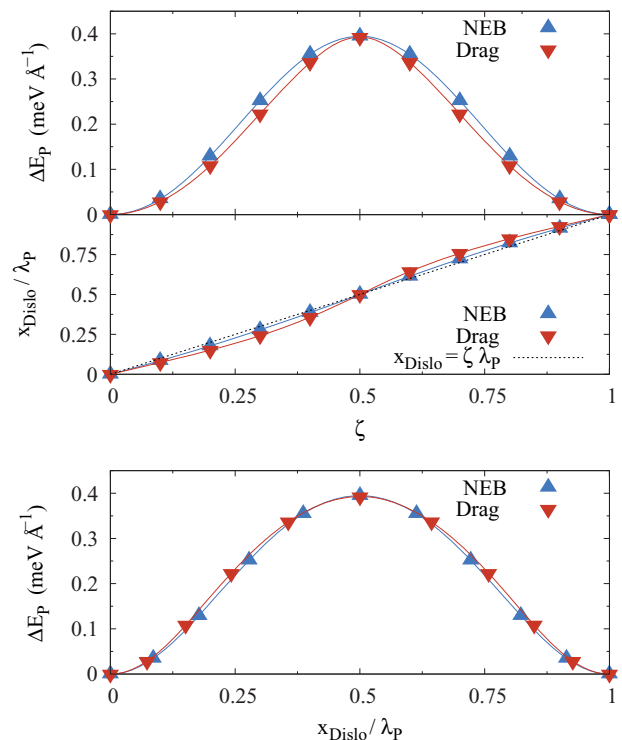 NEB
Drag
ΔE_P (meV Å⁻¹)
0.4
0.3
0.2
0.1
0
NEB
Drag
x_Dislo = ζ λ_P
x_Dislo / λ_P
0.75
0.5
0.25
0
0 0.25 0.5 0.75 1
ζ
NEB
Drag
ΔE_P (meV Å⁻¹)
0.4
0.3
0.2
0.1
0
0 0.25 0.5 0.75 1
x_Dislo / λ_P